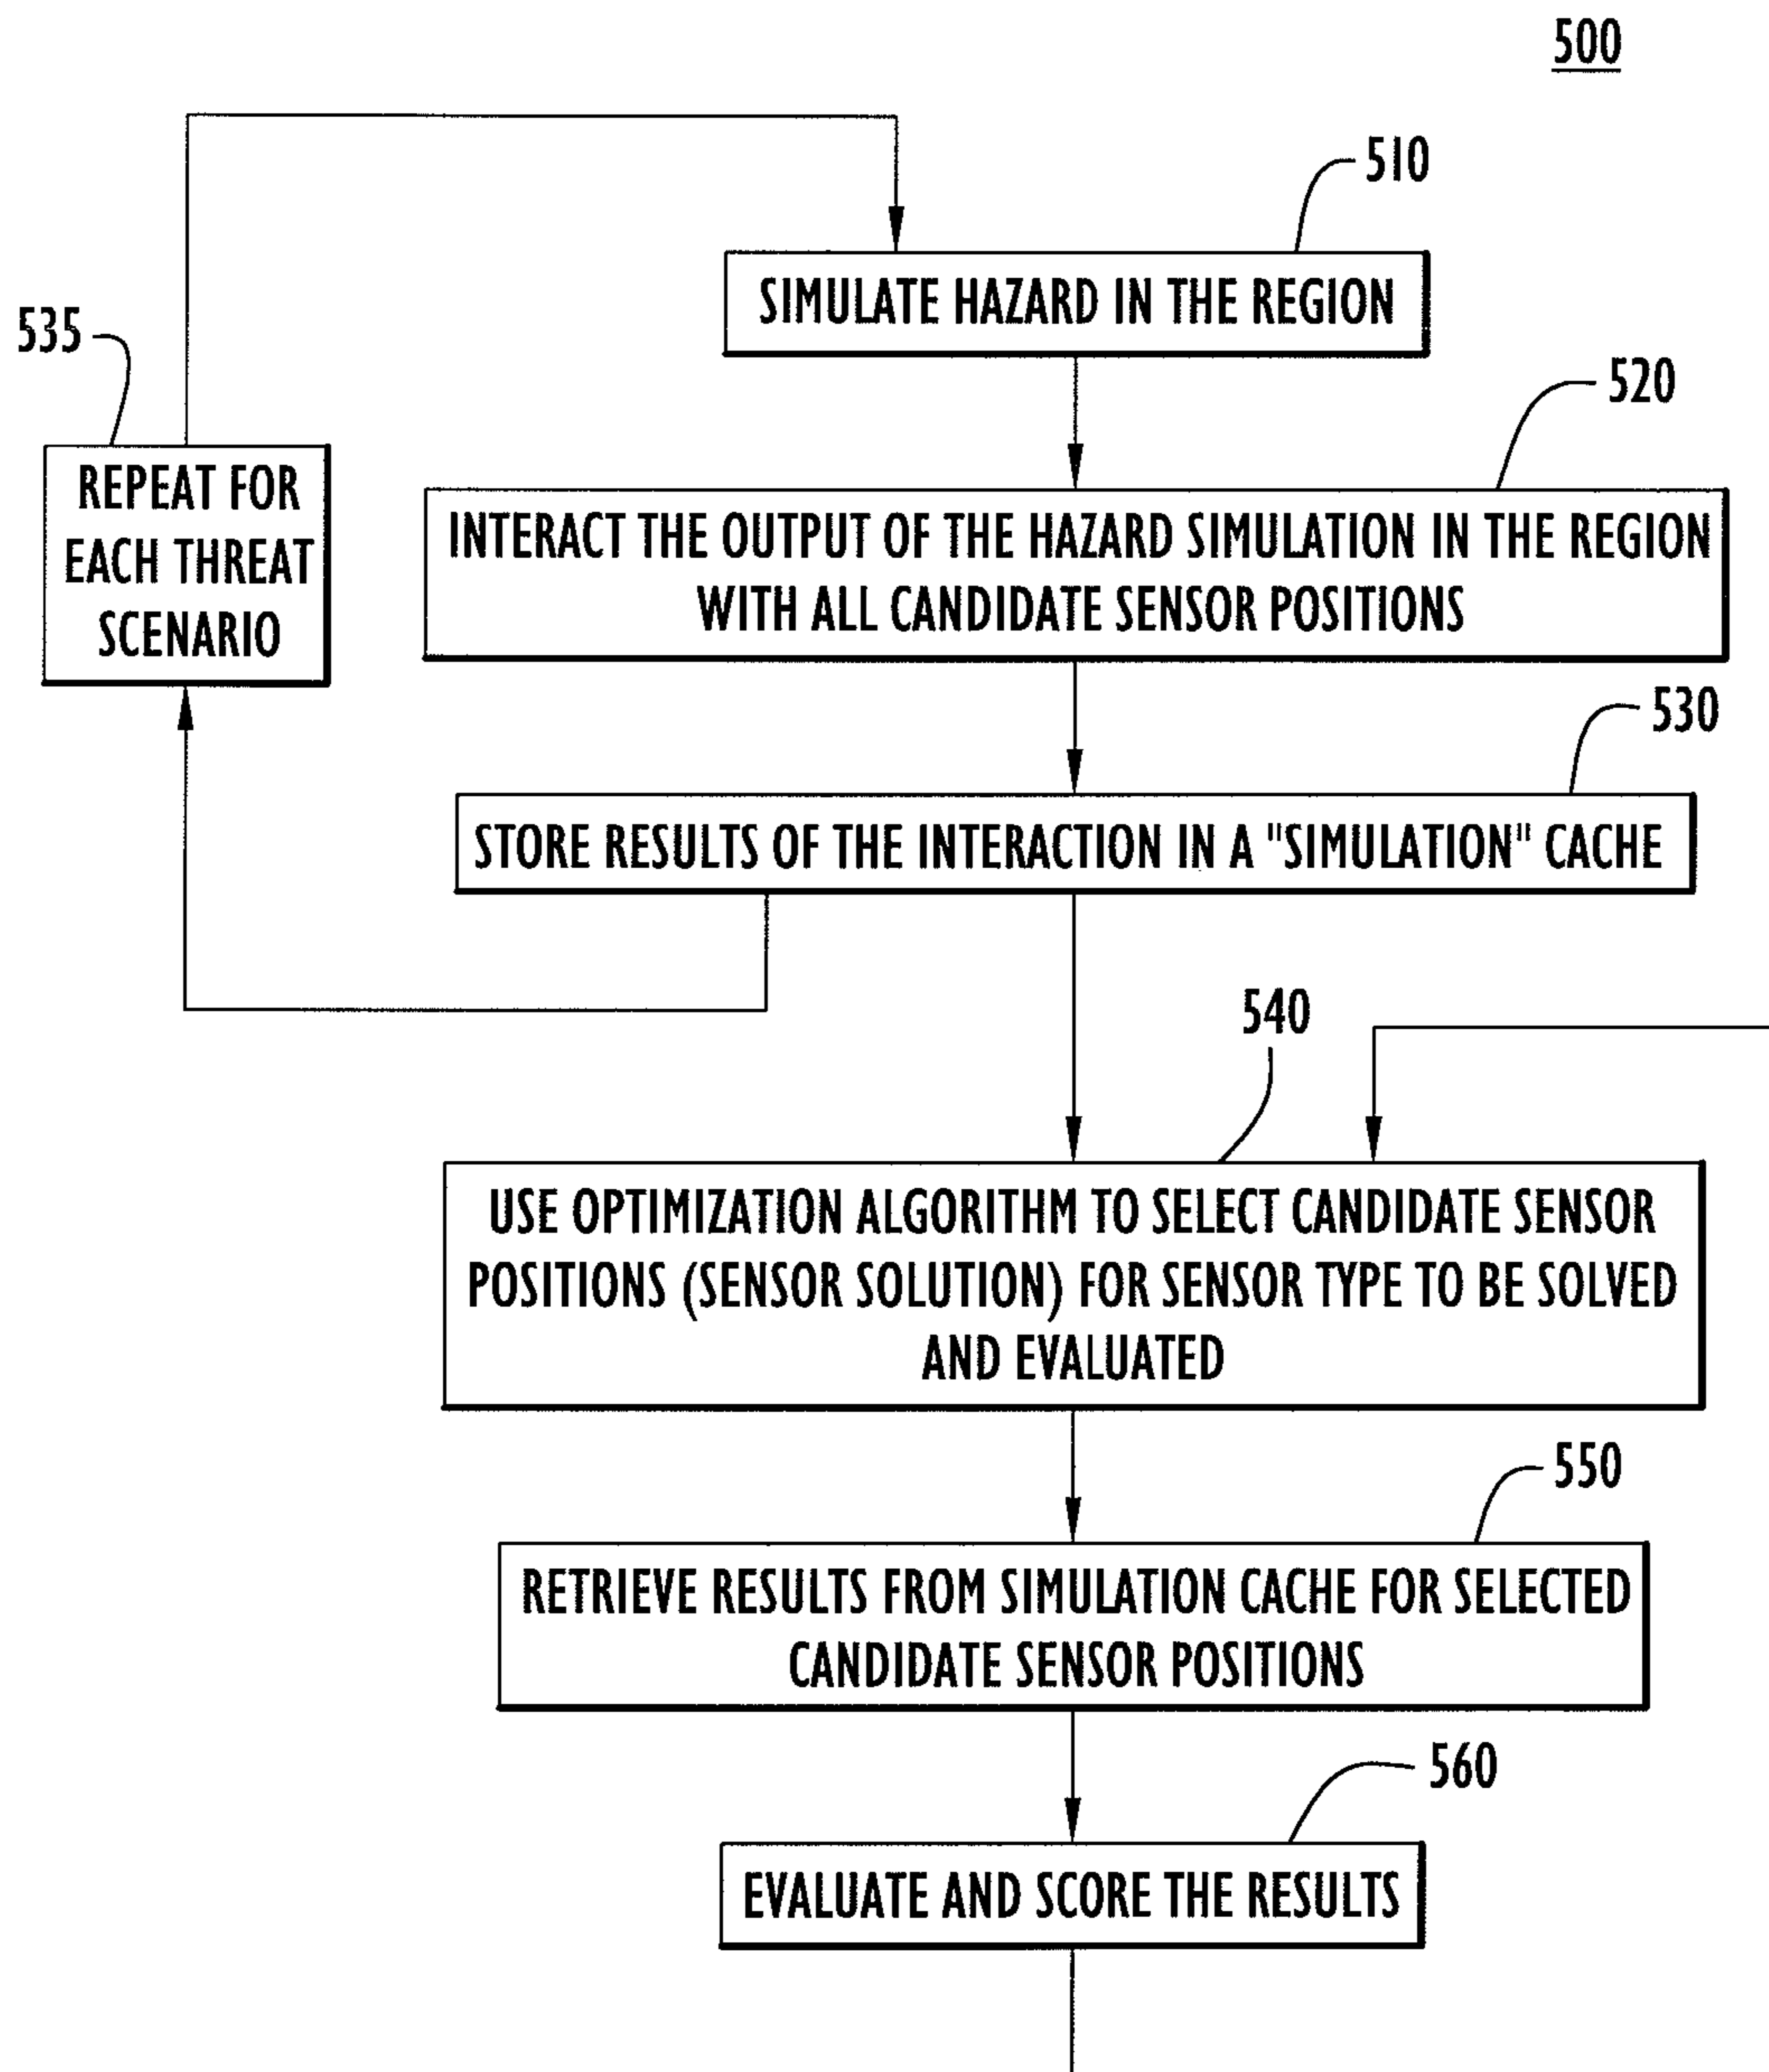 500
510
SIMULATE HAZARD IN THE REGION
535
520
REPEAT FOR
EACH THREAT
SCENARIO
INTERACT THE OUTPUT OF THE HAZARD SIMULATION IN THE REGION
WITH ALL CANDIDATE SENSOR POSITIONS
530
STORE RESULTS OF THE INTERACTION IN A "SIMULATION" CACHE
540
USE OPTIMIZATION ALGORITHM TO SELECT CANDIDATE SENSOR
POSITIONS (SENSOR SOLUTION) FOR SENSOR TYPE TO BE SOLVED
AND EVALUATED
550
RETRIEVE RESULTS FROM SIMULATION CACHE FOR SELECTED
CANDIDATE SENSOR POSITIONS
560
EVALUATE AND SCORE THE RESULTS